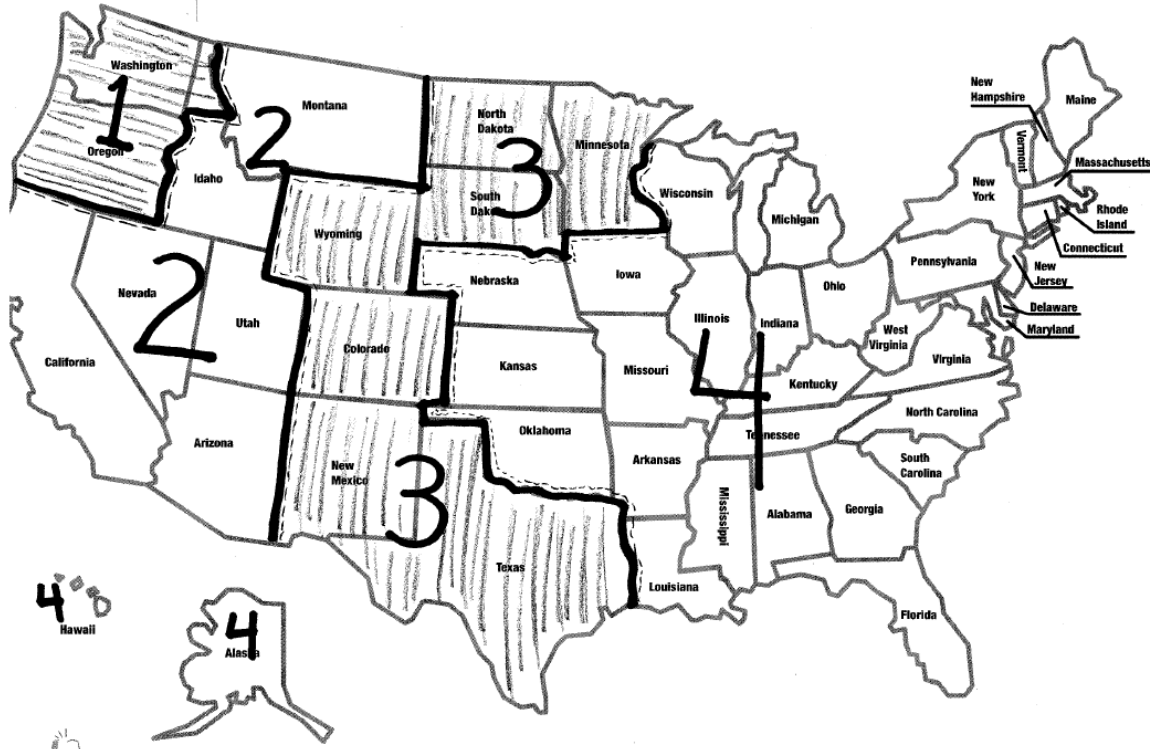 Washington
1
Oregon
Montana
2
Idaho
North
Dakota
South
Dakota
3
Minnesota
Wyoming
Nevada
2
Utah
California
Arizona
Colorado
New
Mexico
3
Texas
Nebraska
Kansas
Oklahoma
Iowa
Missouri
Arkansas
Louisiana
Wisconsin
Michigan
Illinois
Indiana
4
Ohio
Kentucky
Tennessee
Mississippi
Alabama
Georgia
Florida
South
Carolina
North Carolina
Virginia
West
Virginia
Pennsylvania
New
York
Vermont
New
Hampshire
Maine
Massachusetts
Rhode
Island
Connecticut
New
Jersey
Delaware
Maryland
4
Hawaii
4
Alaska